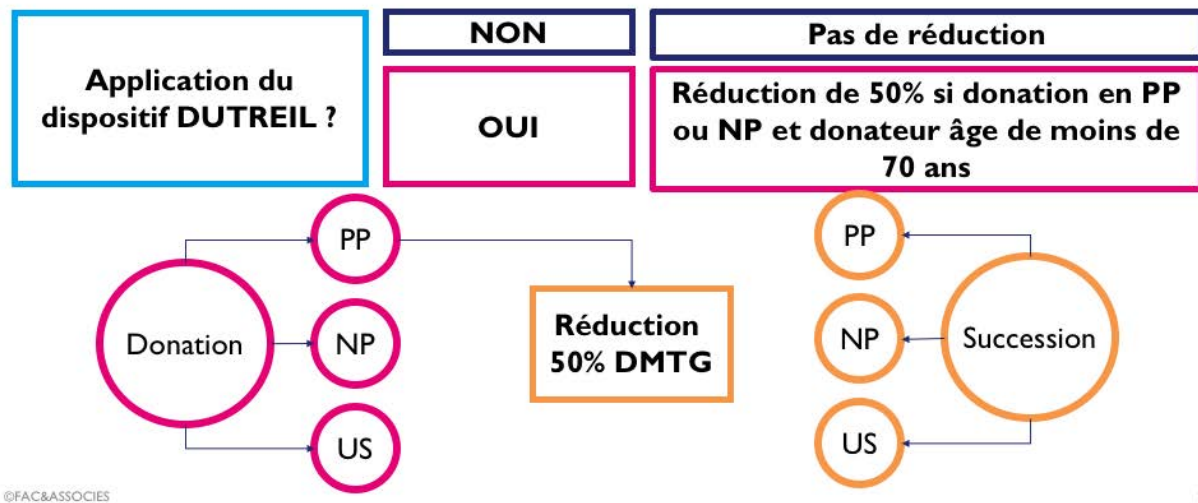 Application du
dispositif DUTREIL ?
NON
Pas de réduction
OUI
Réduction de 50% si donation en PP
ou NP et donateur âge de moins de
70 ans
Donation
PP
NP
US
Réduction
50% DMTG
PP
NP
US
Succession
©FAC&ASSOCIES